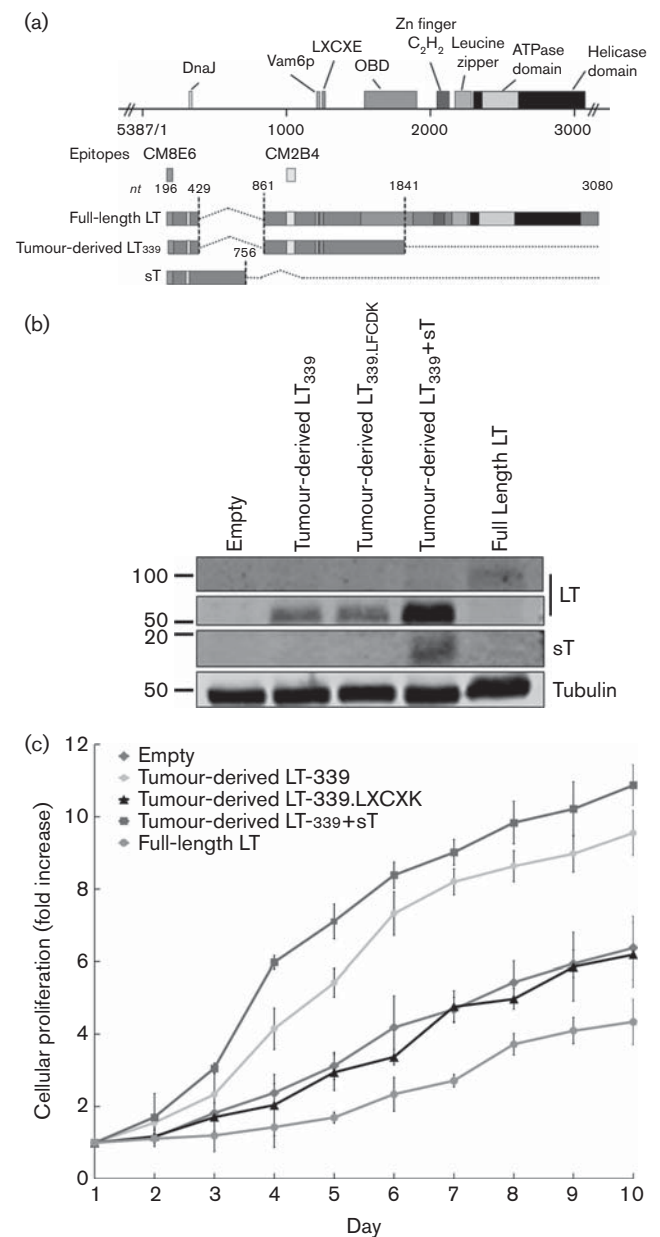 (a)
DnaJ
Vam6p
LXCXE
OBD
Zn finger
C₂H₂
Leucine
zipper
ATPase
domain
Helicase
domain
5387/1
1000
2000
3000
Epitopes
CM8E6
CM2B4
nt 196 429 861 1841 3080
Full-length LT
Tumour-derived LT₃₃₉
756
sT
(b)
Empty
Tumour-derived LT₃₃₉
Tumour-derived LT₃₃₉.LFCDK
Tumour-derived LT₃₃₉+sT
Full Length LT
100
50
LT
20
sT
50
Tubulin
(c)
Empty
Tumour-derived LT-339
Tumour-derived LT-339.LXCXK
Tumour-derived LT-339+sT
Full-length LT
Cellular proliferation (fold increase)
12
10
8
6
4
2
0
1 2 3 4 5 6 7 8 9 10
Day